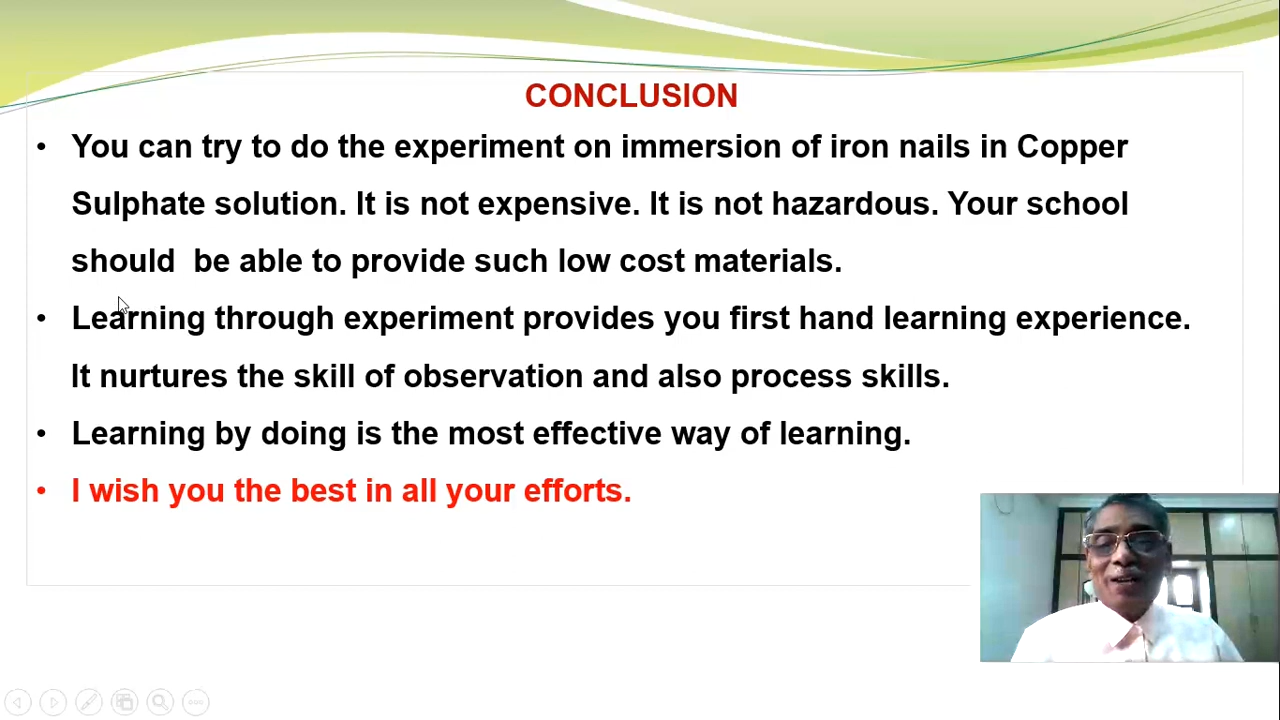 CONCLUSION
• You can try to do the experiment on immersion of iron nails in Copper
Sulphate solution. It is not expensive. It is not hazardous. Your school
should  be able to provide such low cost materials.
• Learning through experiment provides you first hand learning experience.
It nurtures the skill of observation and also process skills.
• Learning by doing is the most effective way of learning.
• I wish you the best in all your efforts.